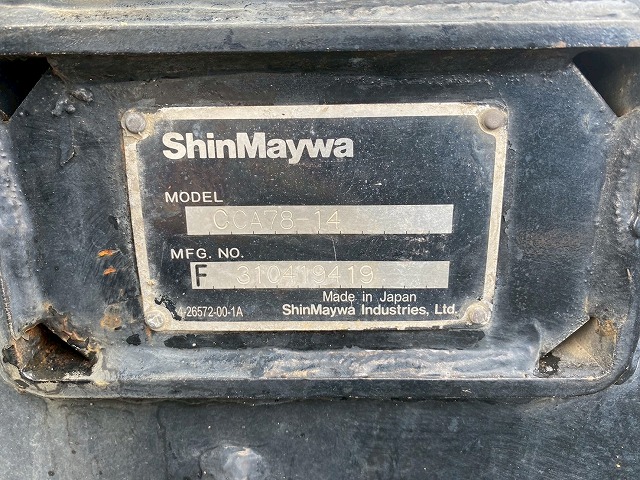 ShinMaywa
MODEL
CCA78-14
MFG. NO.
F 310419419
Made in Japan
26572-00-1A
ShinMaywa Industries, Ltd.